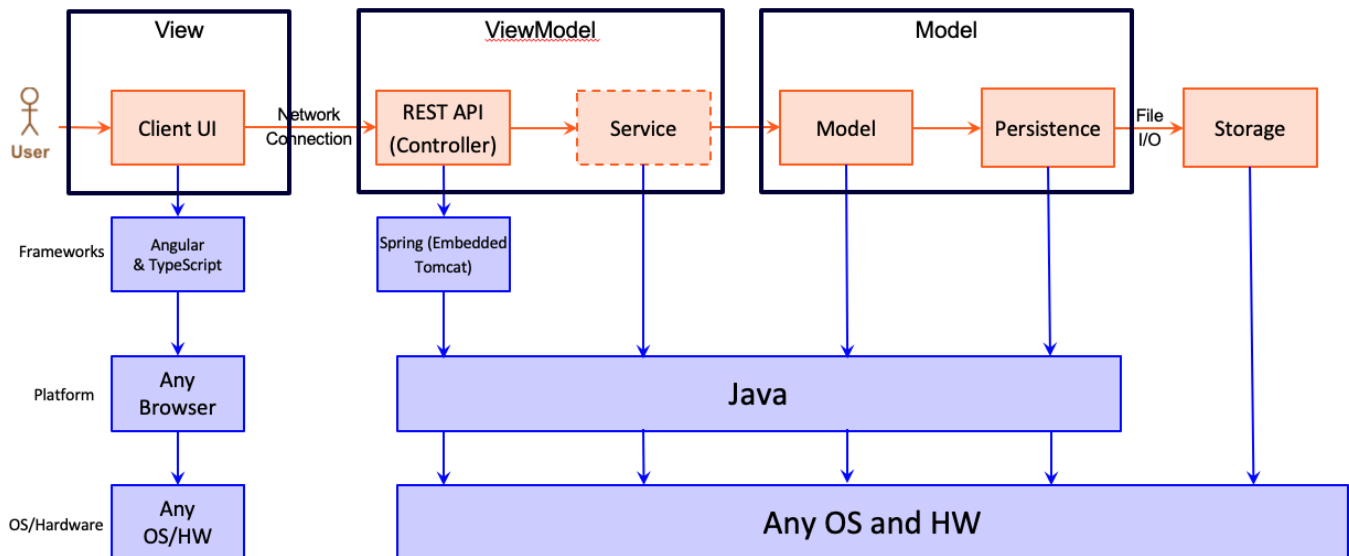 View
ViewModel
Model
User
Client UI
Network
Connection
REST API
(Controller)
Service
Model
Persistence
File
I/O
Storage
Frameworks
Angular
& TypeScript
Spring (Embedded
Tomcat)
Platform
Any
Browser
Java
OS/Hardware
Any
OS/HW
Any OS and HW